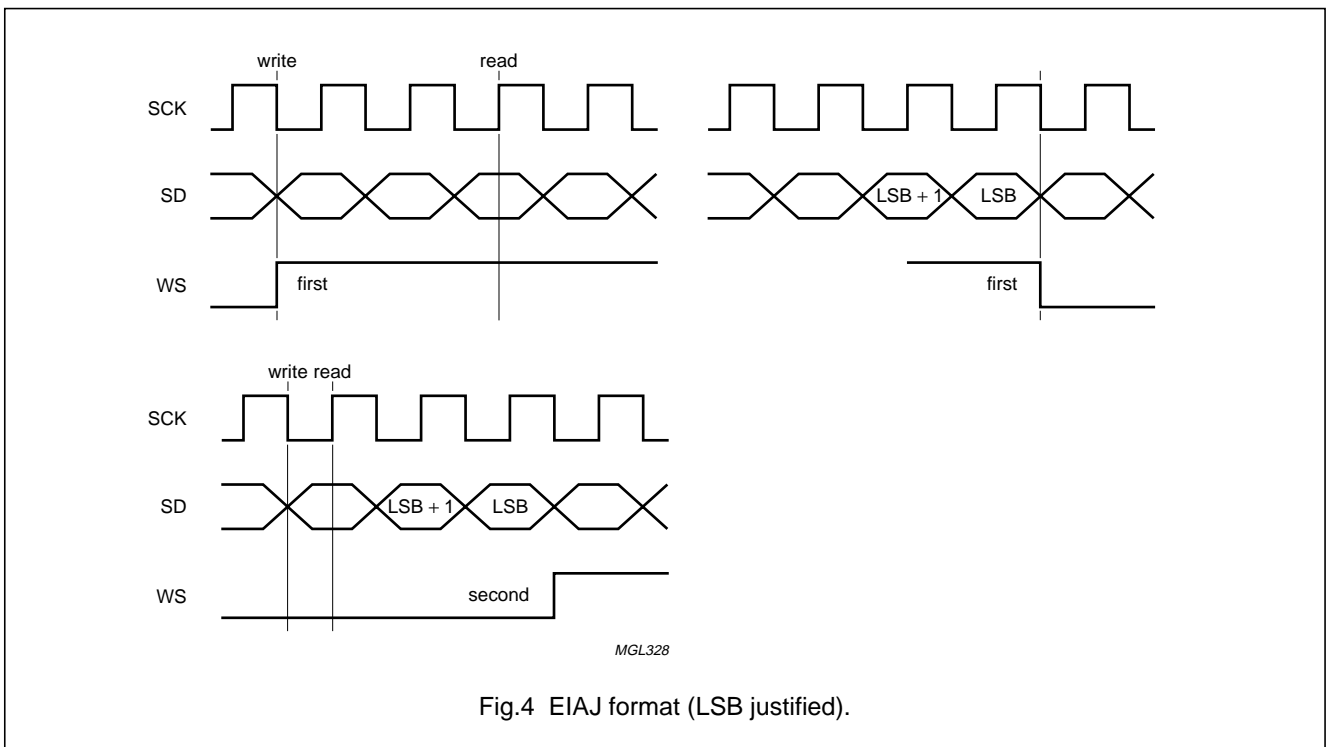 write read
SCK
SD LSB + 1 LSB
WS first first
write read
SCK
SD LSB + 1 LSB
WS second
MGL328
Fig.4 EIAJ format (LSB justified).